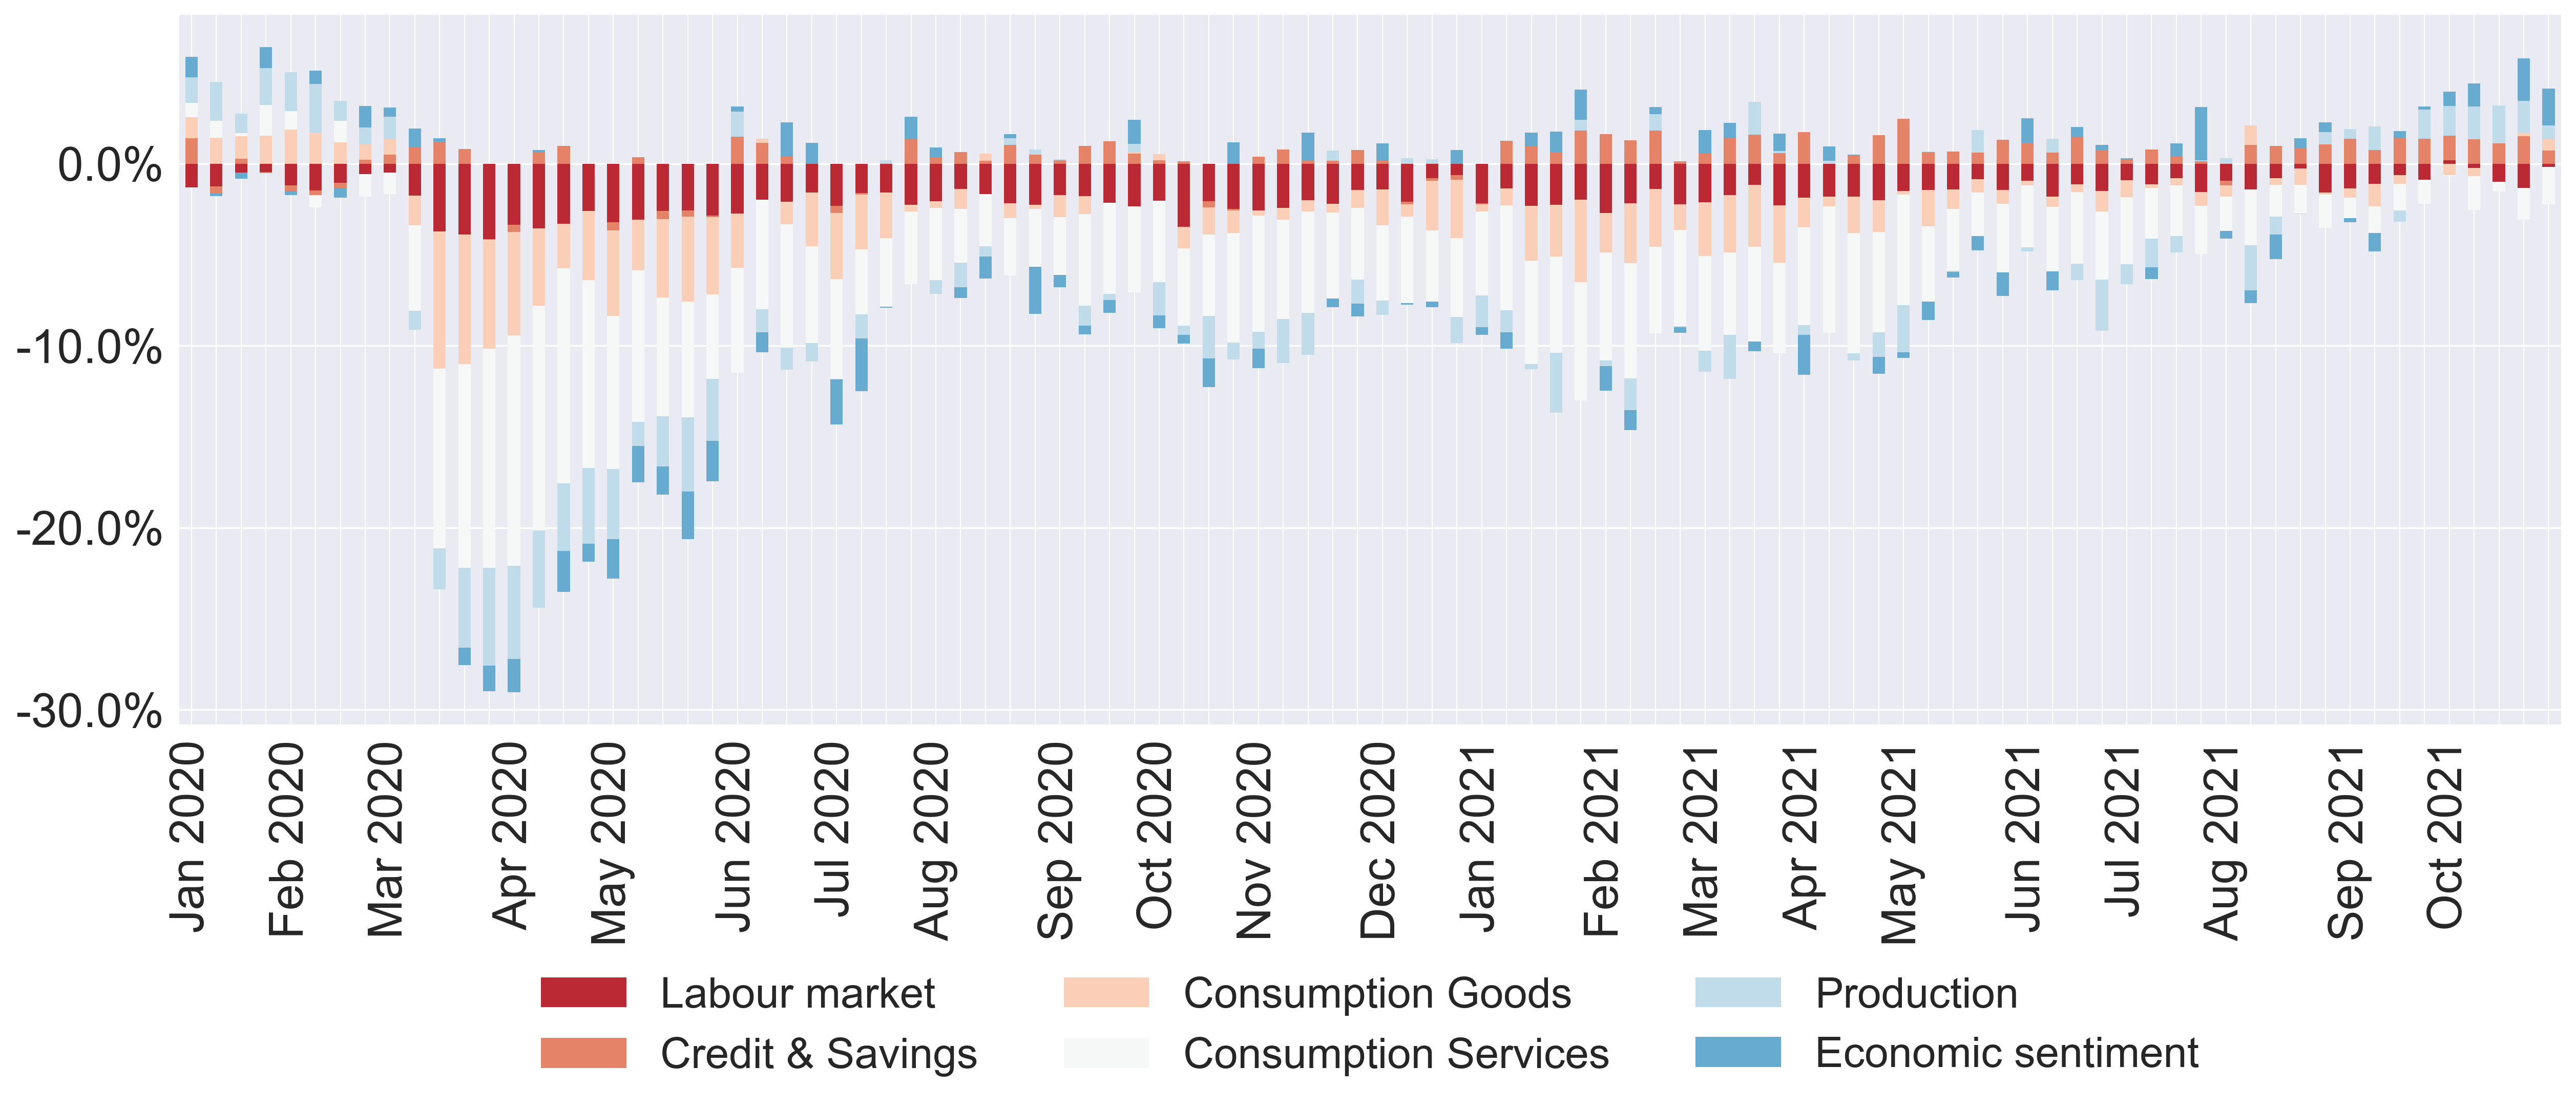 0.0%
-10.0%
-20.0%
-30.0%
Jan 2020
Feb 2020
Mar 2020
Apr 2020
May 2020
Jun 2020
Jul 2020
Aug 2020
Sep 2020
Oct 2020
Nov 2020
Dec 2020
Jan 2021
Feb 2021
Mar 2021
Apr 2021
May 2021
Jun 2021
Jul 2021
Aug 2021
Sep 2021
Oct 2021
Labour market
Credit & Savings
Consumption Goods
Consumption Services
Production
Economic sentiment